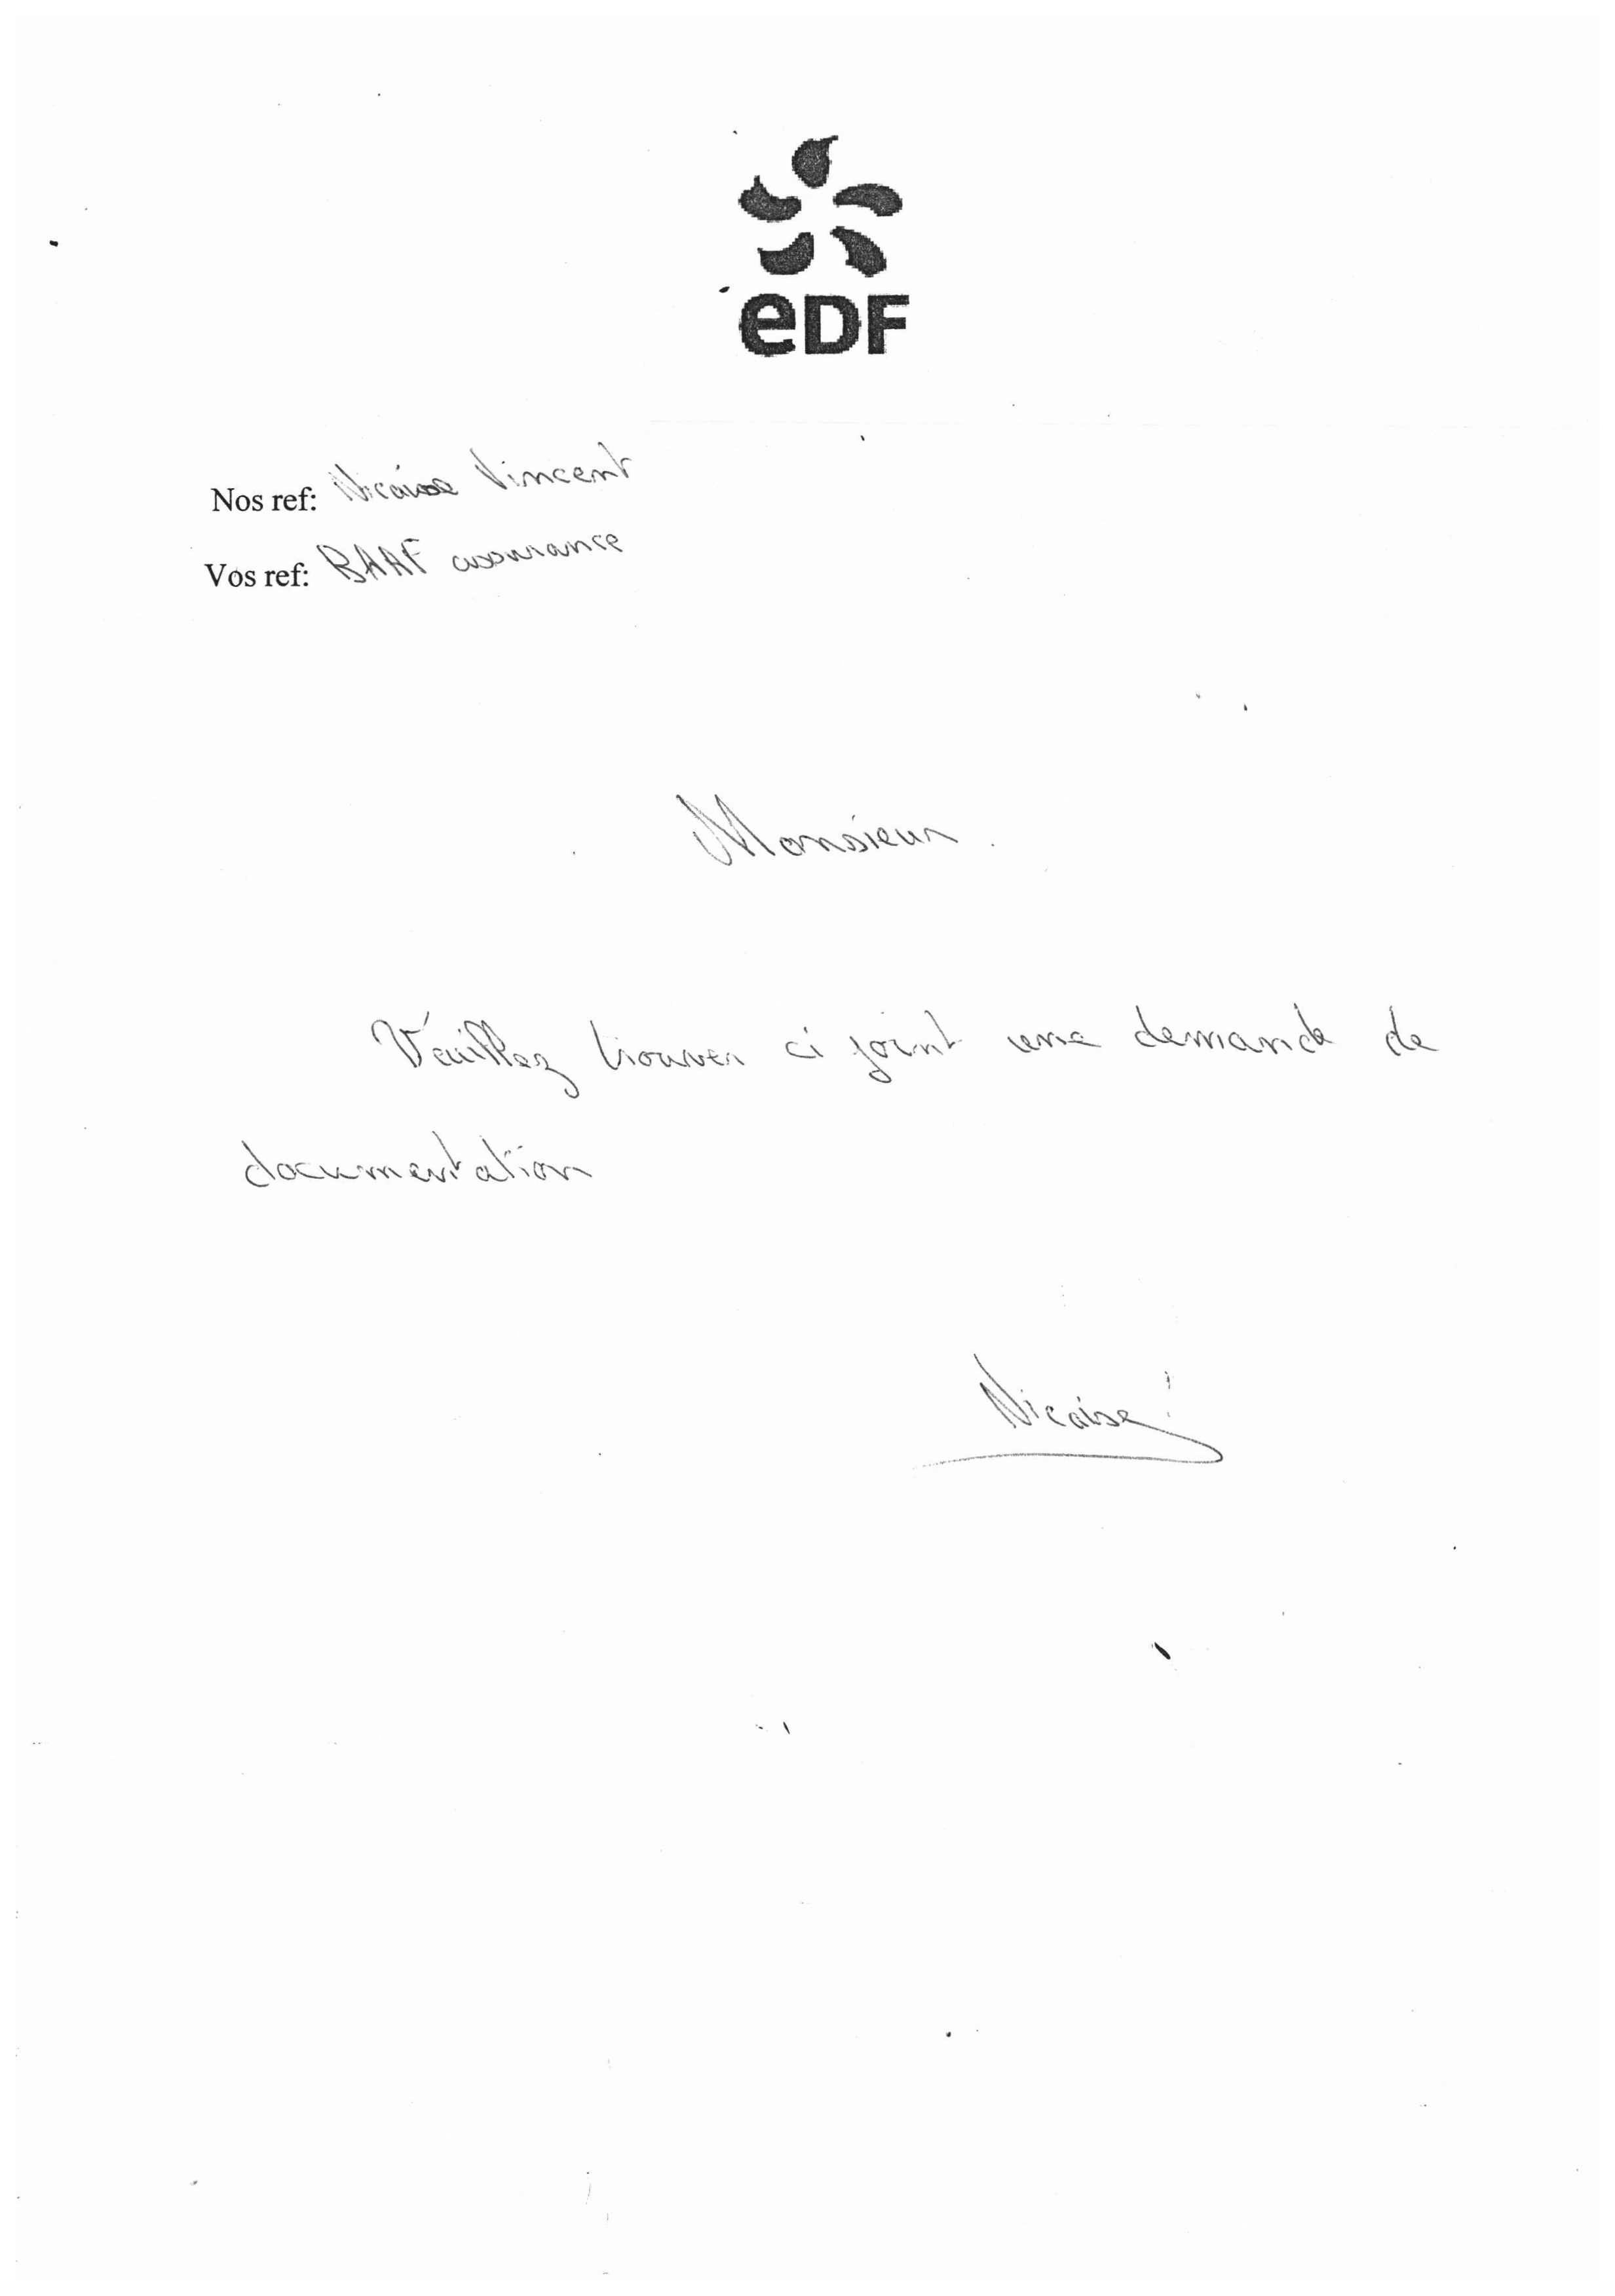 eDF
Nos ref: Nicaise Vincent
Vos ref: BAAF assurance
Monsieur
Veuillez trouver ci joint une demande de
documentation
Nicaise